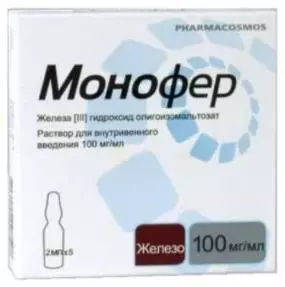 PHARMACOSMOS
Монофер
Железа [III] гидроксид олигоизомальтозат
Раствор для внутривенного
введения 100 мг/мл
2МЛх5
Железо
100 мг/мл